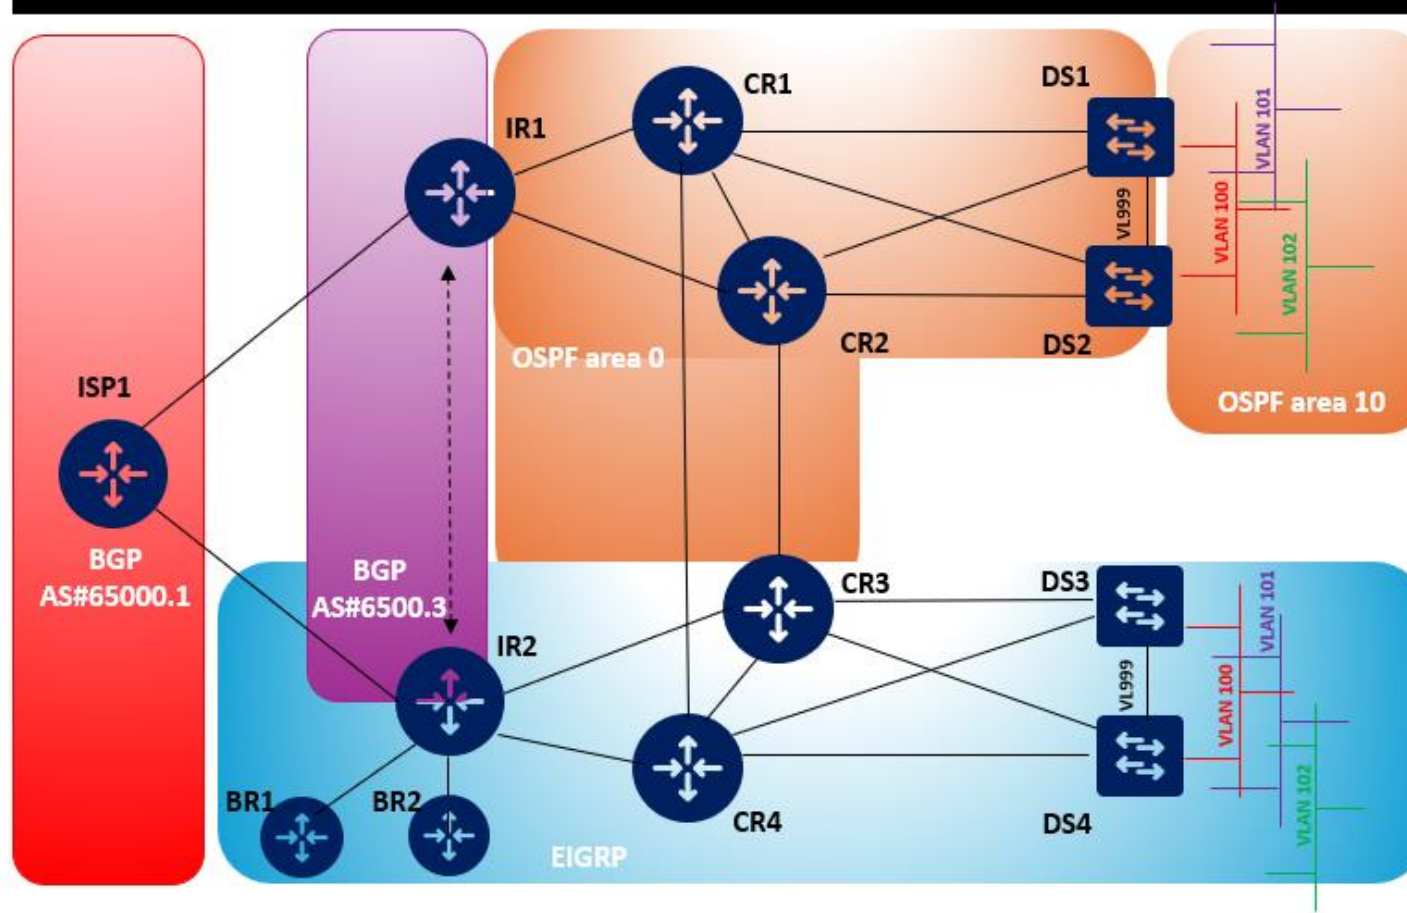 CR1
DS1
IR1
VLAN 101
VLAN 100
VL999
VLAN 102
OSPF area 0
CR2
DS2
ISP1
OSPF area 10
BGP
AS#65000.1
BGP
AS#6500.3
CR3
DS3
VLAN 101
IR2
VL999
VLAN 100
BR1
BR2
CR4
DS4
VLAN 102
EIGRP